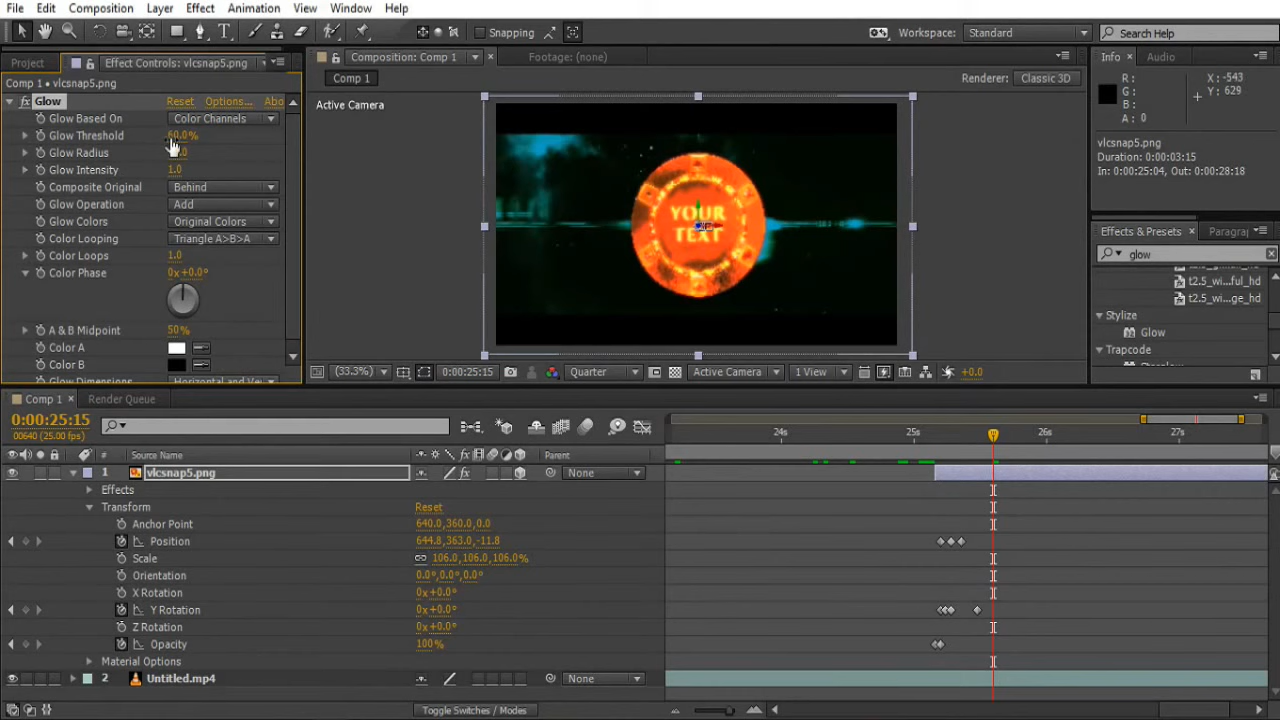 File Edit Composition Layer Effect Animation View Window Help
Snapping Workspace: Standard Search Help
Project Effect Controls: vlcsnap5.png
Comp 1 • vlcsnap5.png
Glow Reset Options... Abo
Glow Based On Color Channels
Glow Threshold 60.0%
Glow Radius
Glow Intensity 1.0
Composite Original Behind
Glow Operation Add
Glow Colors Original Colors
Color Looping Triangle A>B>A
Color Loops 1.0
Color Phase 0x+0.0°
A & B Midpoint 50%
Color A
Color B
Glow Dimensions Horizontal and Ve
Composition: Comp 1 Footage: (none)
Comp 1 Renderer: Classic 3D
Active Camera
YOUR
TEXT
(33.3%) 0:00:25:15 Quarter Active Camera 1 View +0.0
Info Audio
R: X: -543
G: Y: 629
B:
A: 0
vlcsnap5.png
Duration: 0:00:03:15
In: 0:00:25:04, Out: 0:00:28:18
Effects & Presets Paragra
glow
t2.5_wi...ful_hd
t2.5_wi...ge_hd
Stylize
Glow
Trapcode
Comp 1 Render Queue
0:00:25:15
00640 (25.00 fps)
# Source Name Parent
24s 25s 26s 27s
1 vlcsnap5.png None
Effects
Transform Reset
Anchor Point 640.0,360.0,0.0
Position 644.8,363.0,-11.8
Scale 106.0,106.0,106.0%
Orientation 0.0°,0.0°,0.0°
X Rotation 0x+0.0°
Y Rotation 0x+0.0°
Z Rotation 0x+0.0°
Opacity 100%
Material Options
2 Untitled.mp4 None
Toggle Switches / Modes